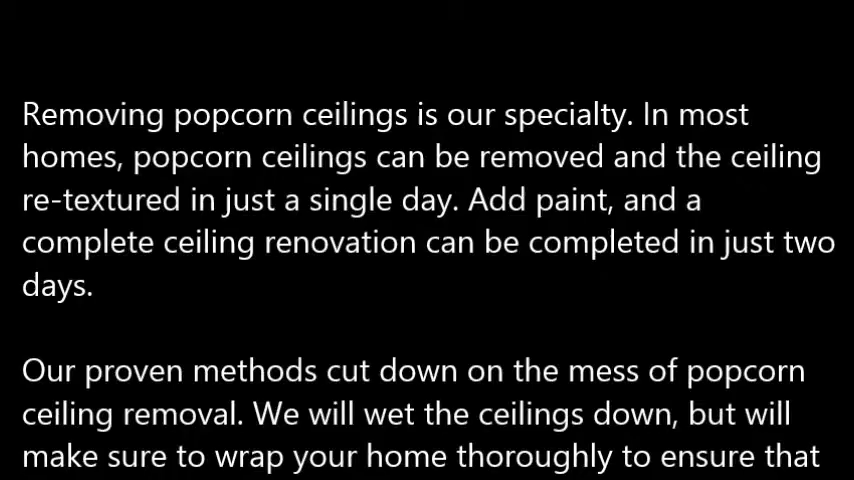 Removing popcorn ceilings is our specialty. In most
homes, popcorn ceilings can be removed and the ceiling
re-textured in just a single day. Add paint, and a
complete ceiling renovation can be completed in just two
days.
Our proven methods cut down on the mess of popcorn
ceiling removal. We will wet the ceilings down, but will
make sure to wrap your home thoroughly to ensure that